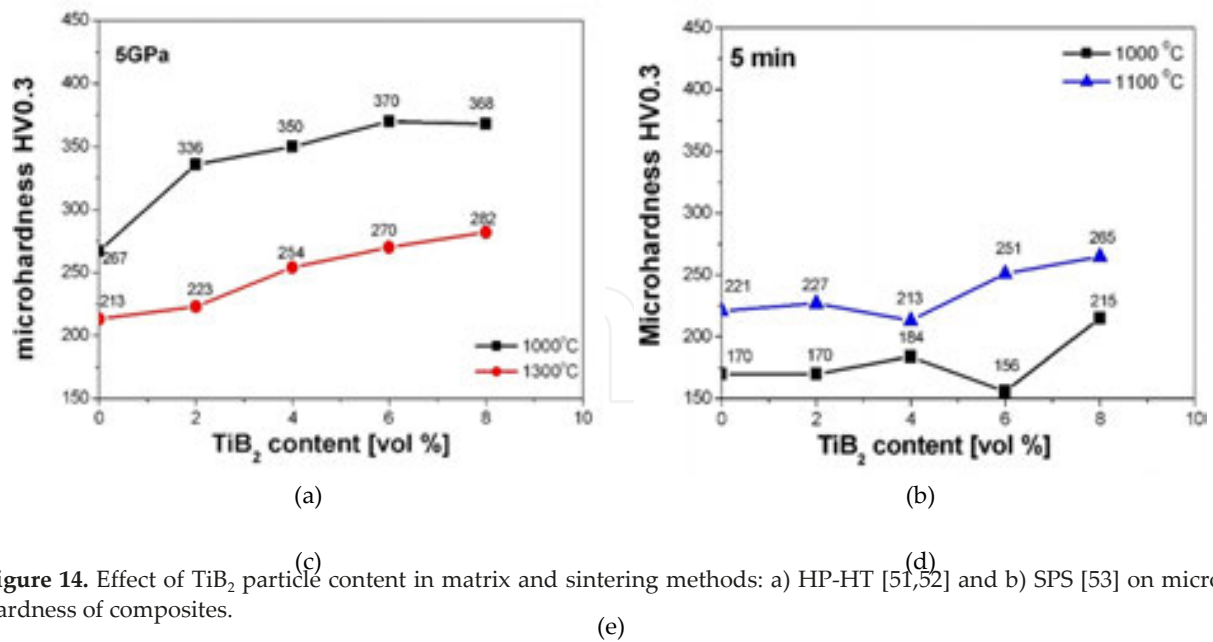 5GPa
microhardness HV0.3
450
400
350
300
250
200
150
267
336
350
370
368
213
223
254
270
282
1000°C
1300°C
0 2 4 6 8 10
TiB₂ content [vol %]
(a)
5 min
Microhardness HV0.3
450
400
350
300
250
200
150
1000 °C
1100 °C
221
227
213
251
265
170
170
184
156
215
0 2 4 6 8 10
TiB₂ content [vol %]
(b)
(c) (d)
igure 14. Effect of TiB₂ particle content in matrix and sintering methods: a) HP-HT [51,52] and b) SPS [53] on micro
ardness of composites.
(e)